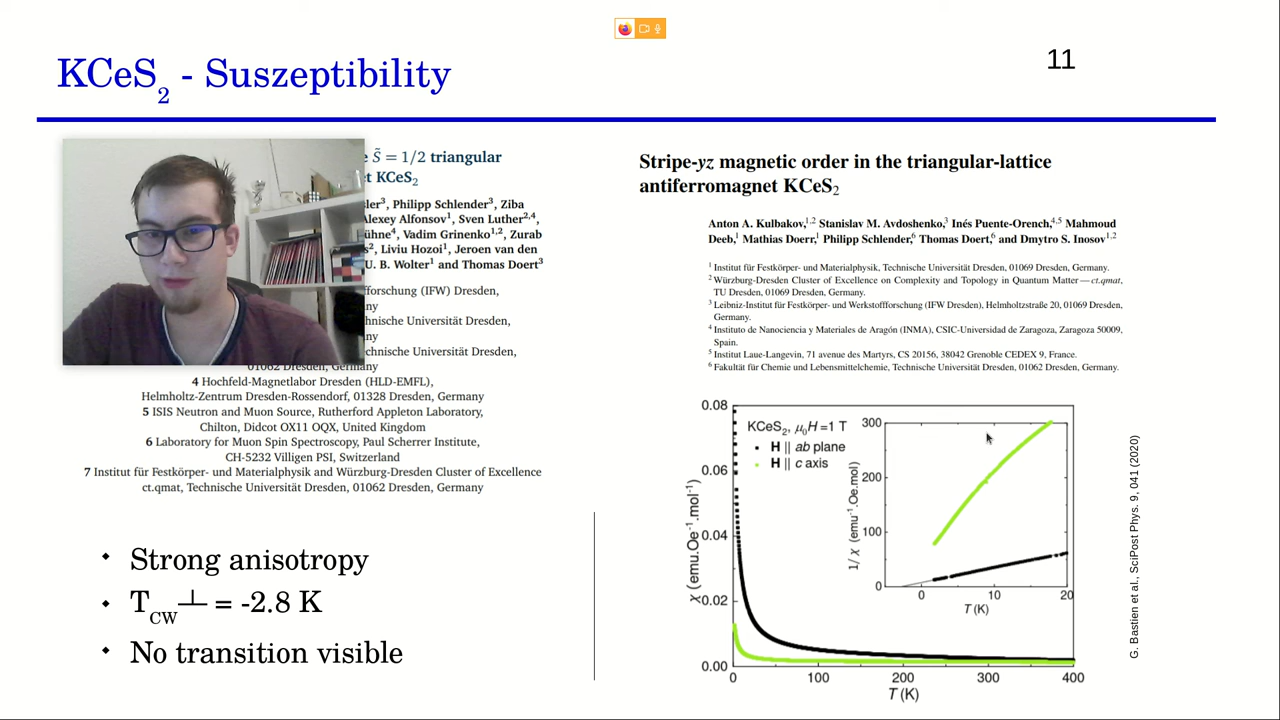 KCeS2 - Suszeptibility
11
S̃ = 1/2 triangular
KCeS2
Philipp Schlender3, Ziba
Alexey Alfonsov1, Sven Luther2,4,
Vadim Grinenko1,2, Zurab
Liviu Hozoi1, Jeroen van den
U. B. Wolter1 and Thomas Doert3
(IFW) Dresden,
Universität Dresden,
Universität Dresden,
01062 Dresden, Germany
4 Hochfeld-Magnetlabor Dresden (HLD-EMFL),
Helmholtz-Zentrum Dresden-Rossendorf, 01328 Dresden, Germany
5 ISIS Neutron and Muon Source, Rutherford Appleton Laboratory,
Chilton, Didcot OX11 OQX, United Kingdom
6 Laboratory for Muon Spin Spectroscopy, Paul Scherrer Institute,
CH-5232 Villigen PSI, Switzerland
7 Institut für Festkörper- und Materialphysik and Würzburg-Dresden Cluster of Excellence
ct.qmat, Technische Universität Dresden, 01062 Dresden, Germany
Strong anisotropy
TCW⊥ = -2.8 K
No transition visible
Stripe-yz magnetic order in the triangular-lattice
antiferromagnet KCeS2
Anton A. Kulbakov,1,2 Stanislav M. Avdoshenko,3 Inés Puente-Orench,4,5 Mahmoud
Deeb,1 Mathias Doerr,1 Philipp Schlender,6 Thomas Doert,6 and Dmytro S. Inosov1,2
1 Institut für Festkörper- und Materialphysik, Technische Universität Dresden, 01069 Dresden, Germany.
2 Würzburg-Dresden Cluster of Excellence on Complexity and Topology in Quantum Matter — ct.qmat,
TU Dresden, 01069 Dresden, Germany.
3 Leibniz-Institut für Festkörper- und Werkstoffforschung (IFW Dresden), Helmholtzstraße 20, 01069 Dresden,
Germany.
4 Instituto de Nanociencia y Materiales de Aragón (INMA), CSIC-Universidad de Zaragoza, Zaragoza 50009,
Spain.
5 Institut Laue-Langevin, 71 avenue des Martyrs, CS 20156, 38042 Grenoble CEDEX 9, France.
6 Fakultät für Chemie und Lebensmittelchemie, Technische Universität Dresden, 01062 Dresden, Germany.
KCeS2, μ0H =1 T
H || ab plane
H || c axis
χ (emu.Oe-1.mol-1)
0.08
0.06
0.04
0.02
0.00
0 100 200 300 400
T (K)
1/ χ (emu-1.Oe.mol)
300
200
100
0
0 10 20
T (K)
G. Bastien et al., SciPost Phys. 9, 041 (2020)